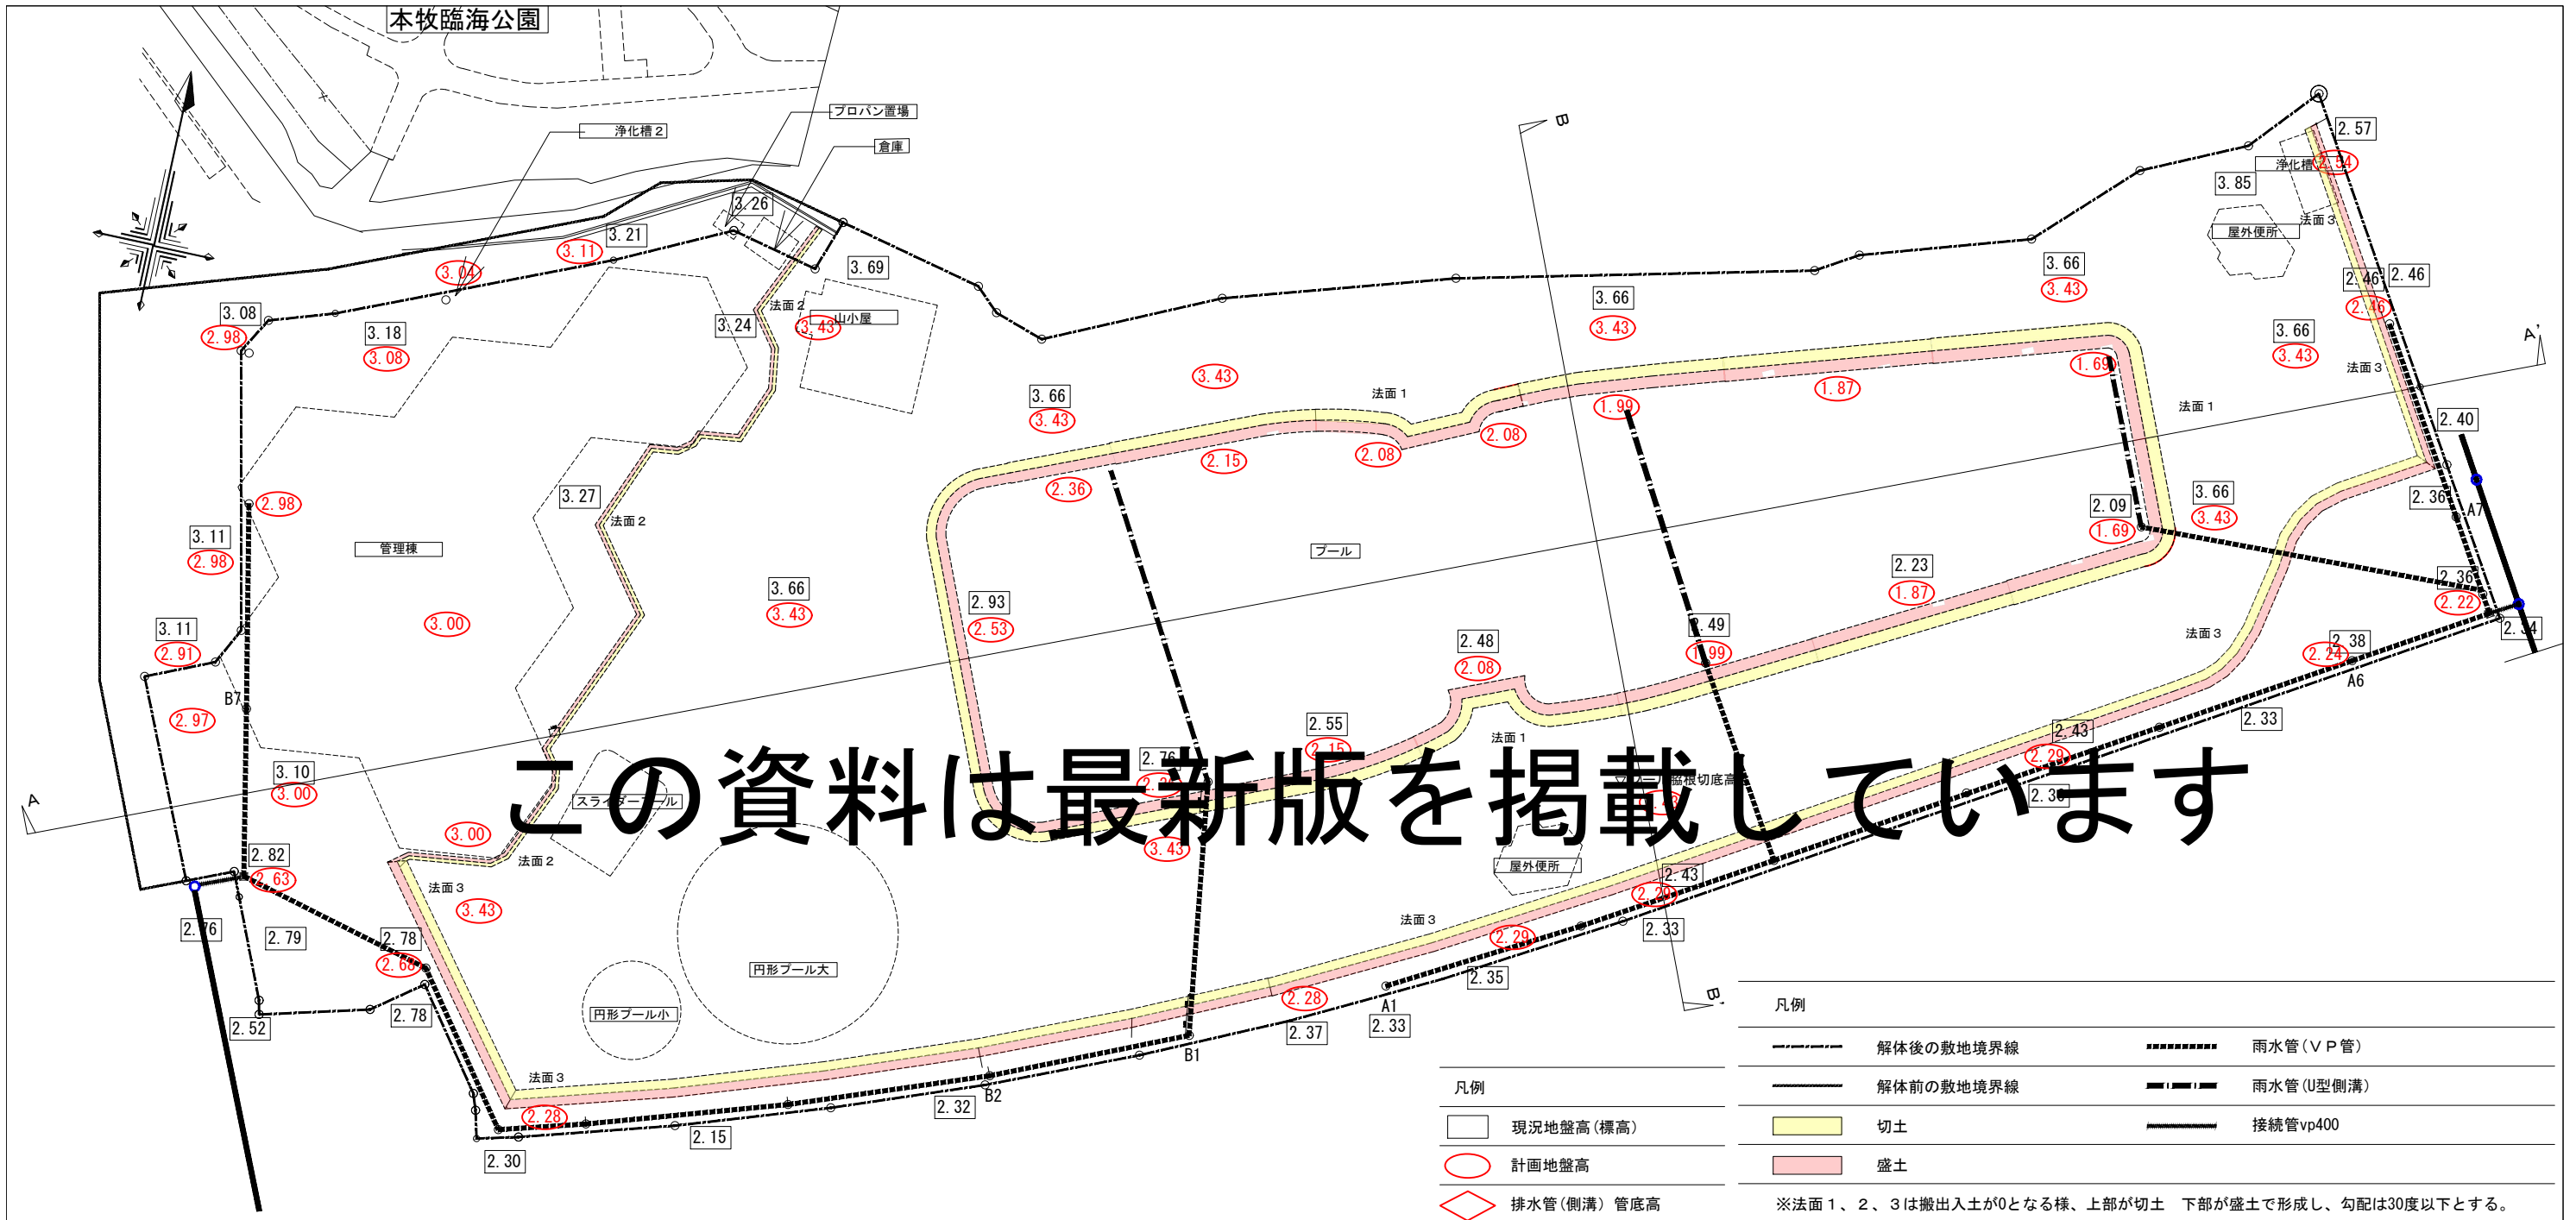 本牧臨海公園
プロパン置場
浄化槽2
倉庫
B
2.57
2.54
浄化槽
3.85
法面3
屋外便所
3.26
3.21
3.11
3.04
3.69
3.66
3.43
3.66
3.43
2.46
2.46
2.46
3.08
2.98
3.18
3.08
3.24
法面2
山小屋
3.43
3.66
3.43
法面3
A'
3.43
3.66
3.43
法面1
1.99
1.87
1.69
法面1
2.08
2.08
2.15
2.36
2.40
2.36
A7
3.27
法面2
2.98
3.11
2.98
管理棟
プール
2.09
1.69
3.66
3.43
2.23
1.87
2.36
2.22
2.34
3.66
3.43
2.93
2.53
2.49
1.99
2.48
2.08
法面3
2.38
2.24
A6
3.11
2.91
3.00
B7
2.97
2.55
2.15
法面1
2.43
2.29
2.33
3.10
3.00
2.76
この資料は最新版を掲載しています
A
3.00
法面2
3.43
屋外便所
2.43
2.29
2.33
2.82
2.63
法面3
3.43
2.76
2.79
2.78
2.68
円形プール大
法面3
2.29
2.35
A1
2.33
B'
2.52
2.78
円形プール小
2.28
2.37
B1
法面3
2.28
B2
2.32
2.15
2.30
凡例
現況地盤高(標高)
計画地盤高
排水管(側溝) 管底高
凡例
解体後の敷地境界線
雨水管(VP管)
解体前の敷地境界線
雨水管(U型側溝)
切土
接続管vp400
盛土
※法面1、2、3は搬出入土が0となる様、上部が切土 下部が盛土で形成し、勾配は30度以下とする。